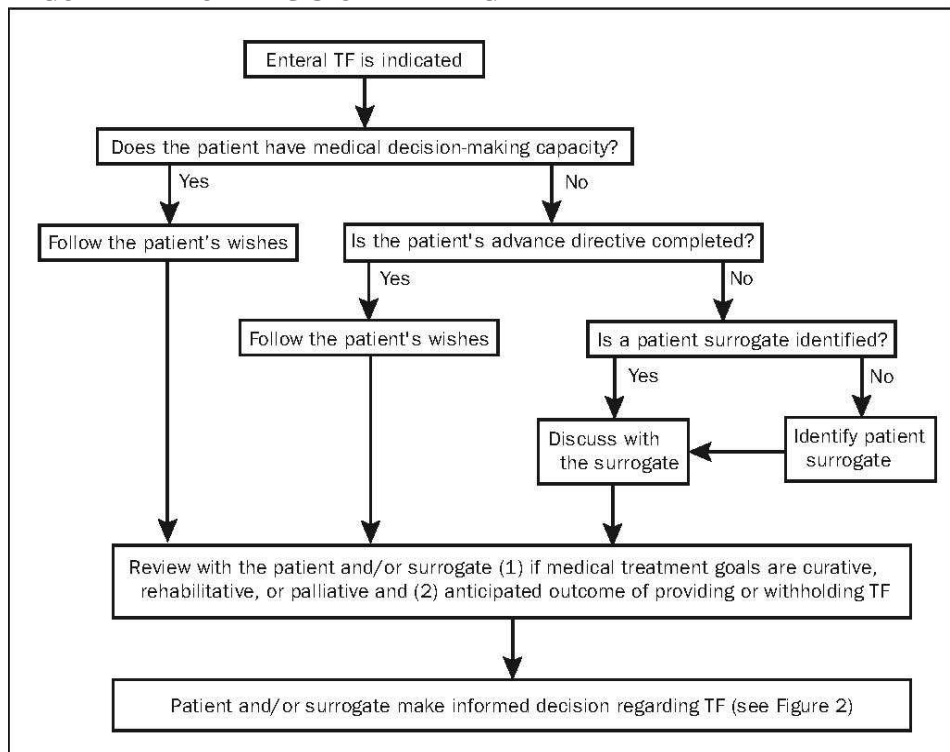 Enteral TF is indicated
Does the patient have medical decision-making capacity?
Yes
No
Follow the patient's wishes
Is the patient's advance directive completed?
Yes
No
Follow the patient's wishes
Is a patient surrogate identified?
Yes
No
Discuss with
the surrogate
Identify patient
surrogate
Review with the patient and/or surrogate (1) if medical treatment goals are curative,
rehabilitative, or palliative and (2) anticipated outcome of providing or withholding TF
Patient and/or surrogate make informed decision regarding TF (see Figure 2)